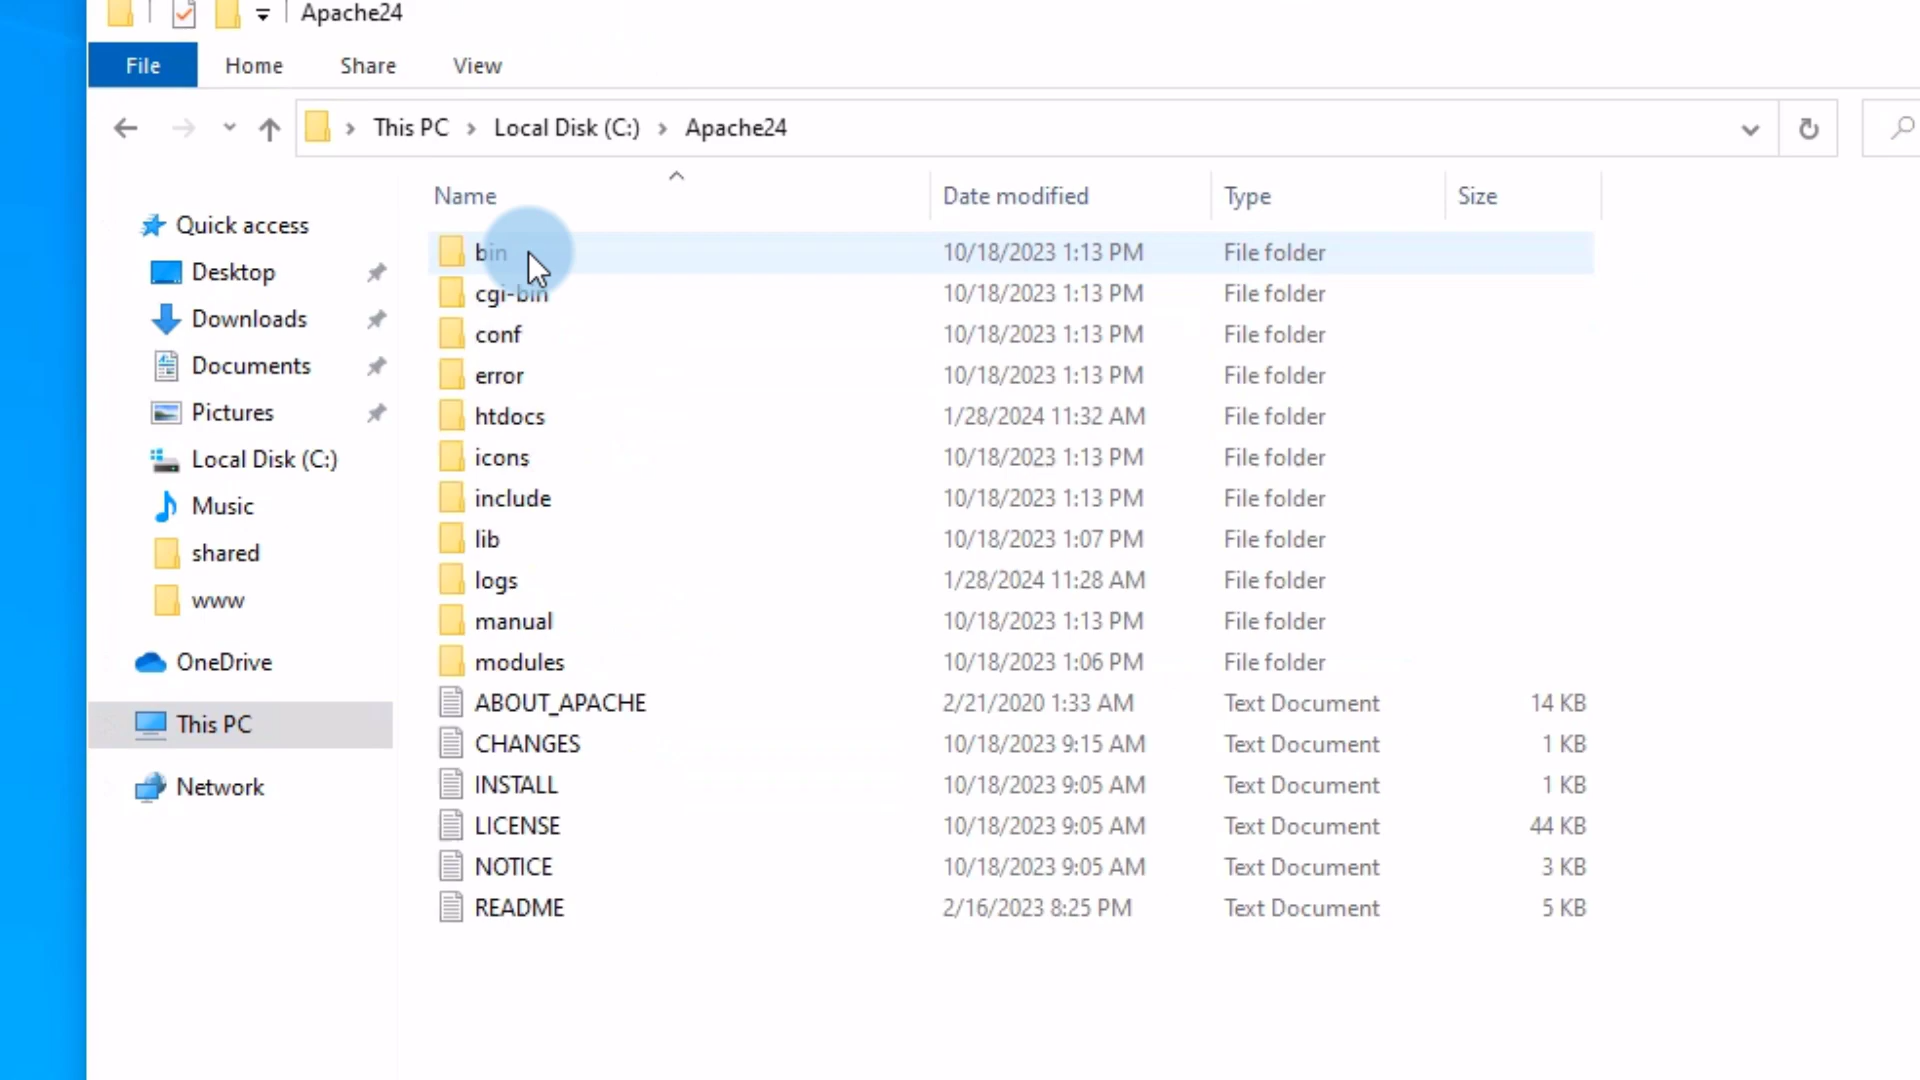 Apache24
File Home Share View
This PC Local Disk (C:) Apache24
Name Date modified Type Size
Quick access
Desktop
Downloads
Documents
Pictures
Local Disk (C:)
Music
shared
www
OneDrive
This PC
Network
bin 10/18/2023 1:13 PM File folder
cgi-bin 10/18/2023 1:13 PM File folder
conf 10/18/2023 1:13 PM File folder
error 10/18/2023 1:13 PM File folder
htdocs 1/28/2024 11:32 AM File folder
icons 10/18/2023 1:13 PM File folder
include 10/18/2023 1:13 PM File folder
lib 10/18/2023 1:07 PM File folder
logs 1/28/2024 11:28 AM File folder
manual 10/18/2023 1:13 PM File folder
modules 10/18/2023 1:06 PM File folder
ABOUT_APACHE 2/21/2020 1:33 AM Text Document 14 KB
CHANGES 10/18/2023 9:15 AM Text Document 1 KB
INSTALL 10/18/2023 9:05 AM Text Document 1 KB
LICENSE 10/18/2023 9:05 AM Text Document 44 KB
NOTICE 10/18/2023 9:05 AM Text Document 3 KB
README 2/16/2023 8:25 PM Text Document 5 KB